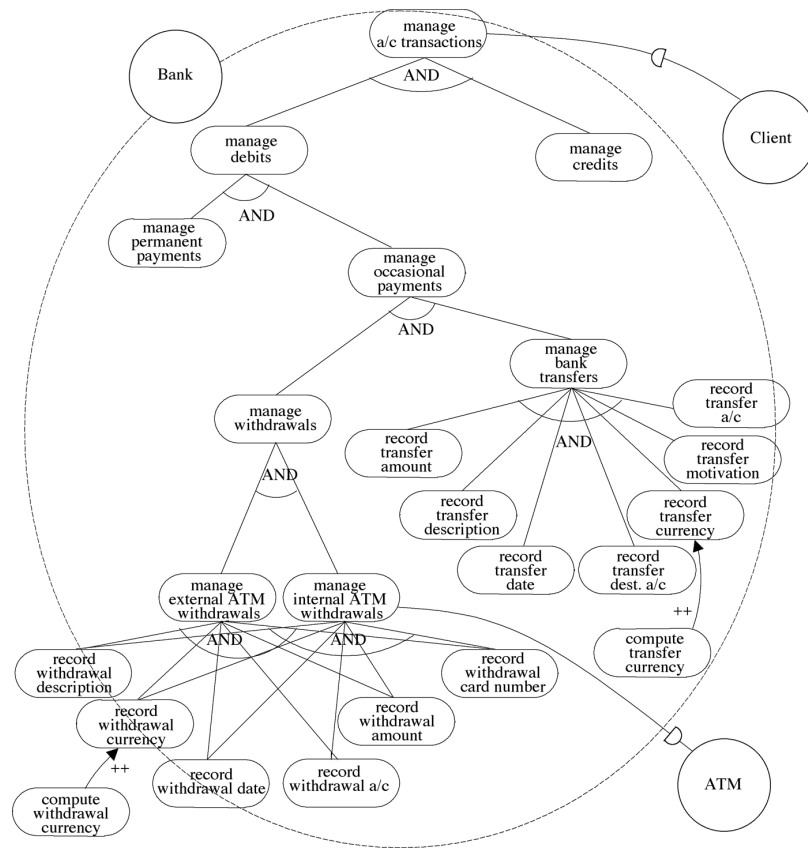 manage
a/c transactions
AND
Bank
Client
manage
debits
manage
credits
AND
manage
permanent
payments
manage
occasional
payments
AND
manage
bank
transfers
manage
withdrawals
record
transfer
a/c
record
transfer
amount
AND
record
transfer
motivation
AND
record
transfer
description
record
transfer
currency
record
transfer
date
record
transfer
dest. a/c
manage
external ATM
withdrawals
manage
internal ATM
withdrawals
++
AND
AND
compute
transfer
currency
record
withdrawal
description
record
withdrawal
card number
record
withdrawal
currency
record
withdrawal
amount
++
record
withdrawal date
record
withdrawal a/c
ATM
compute
withdrawal
currency